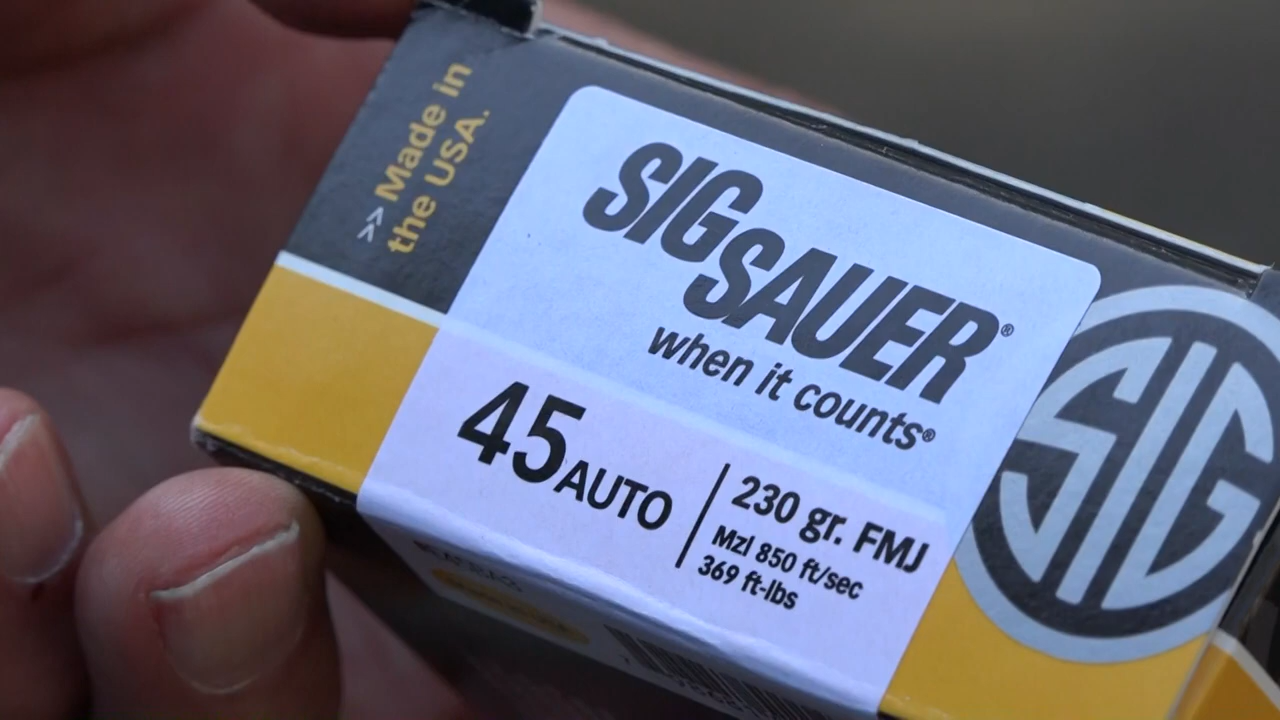 >> Made in
the USA.
SIG
SAUER®
when it counts®
45 AUTO
230 gr. FMJ
Mzl 850 ft/sec
369 ft-lbs
SIG